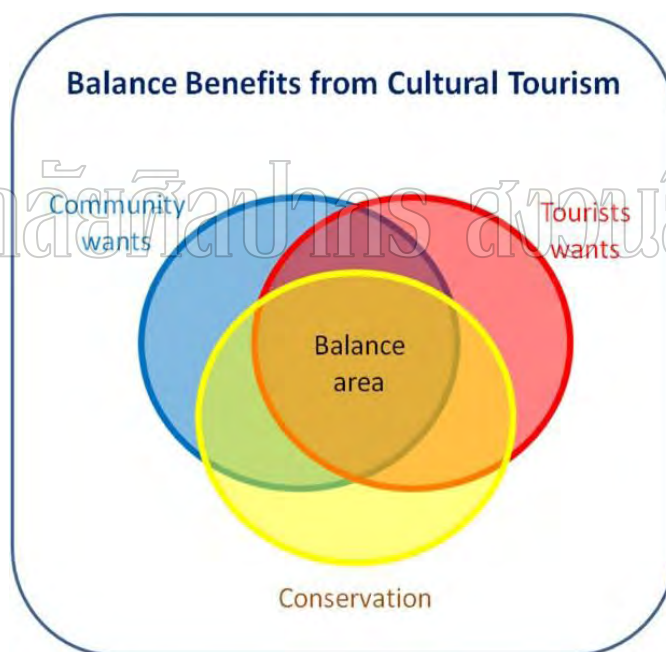 Balance Benefits from Cultural Tourism
Community
wants
Tourists
wants
Balance
area
Conservation